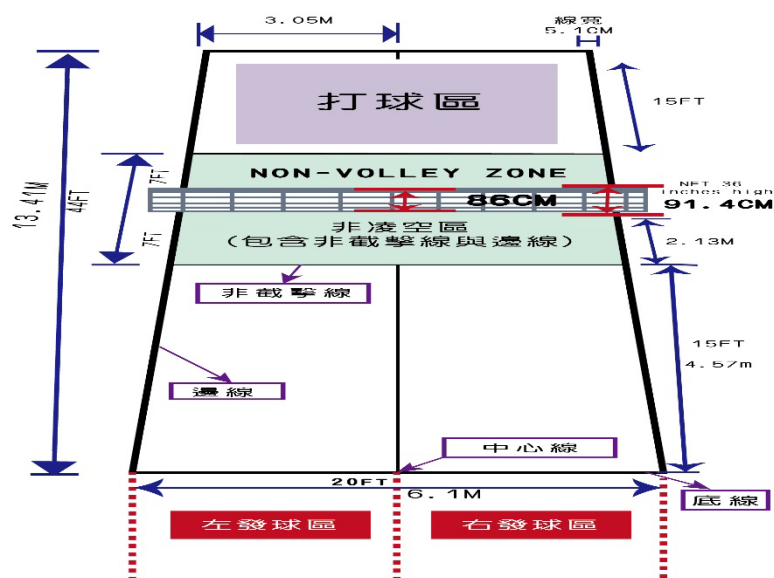 3.05M
線寬
5.1CM
打球區
15FT
7FT
NON-VOLLEY ZONE
13.41M
44FT
86CM
NET 36
inches high
91.4CM
7FT
非凌空區
(包含非截擊線與邊線)
2.13M
非截擊線
15FT
4.57m
邊線
中心線
20FT
6.1M
底線
左發球區
右發球區